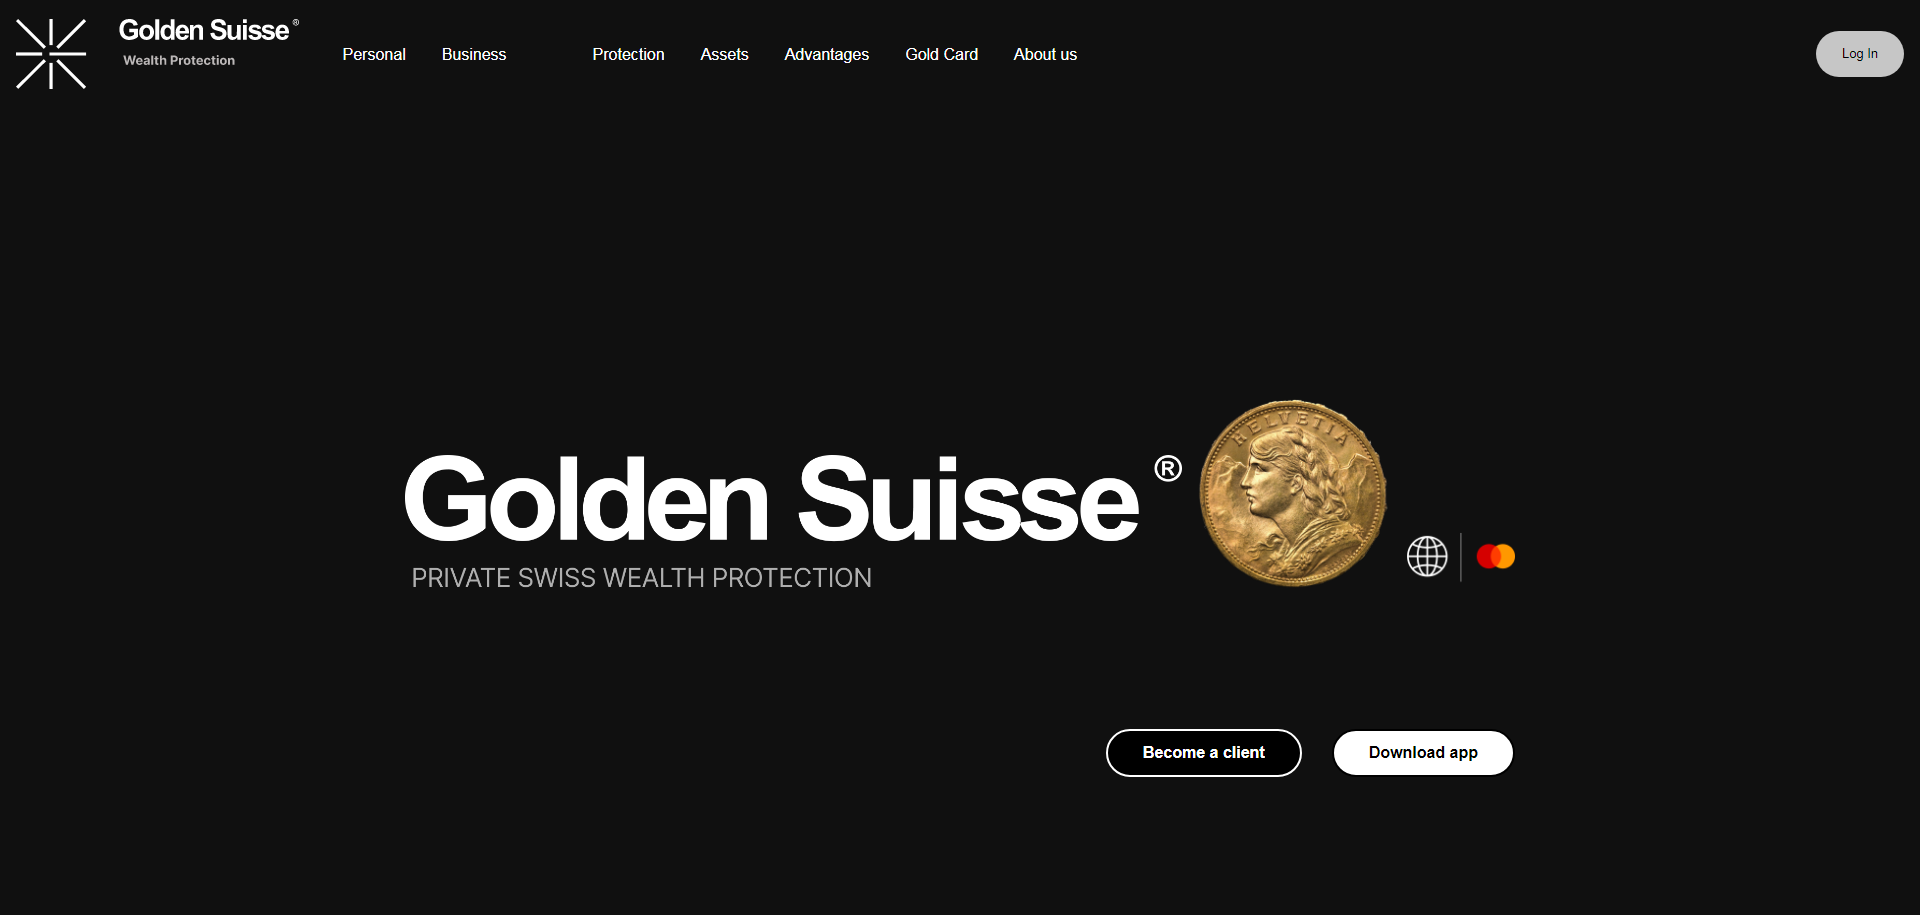 Golden Suisse ®
Wealth Protection
Personal
Business
Protection
Assets
Advantages
Gold Card
About us
Log In
Golden Suisse ®
HELVETIA
PRIVATE SWISS WEALTH PROTECTION
Become a client
Download app